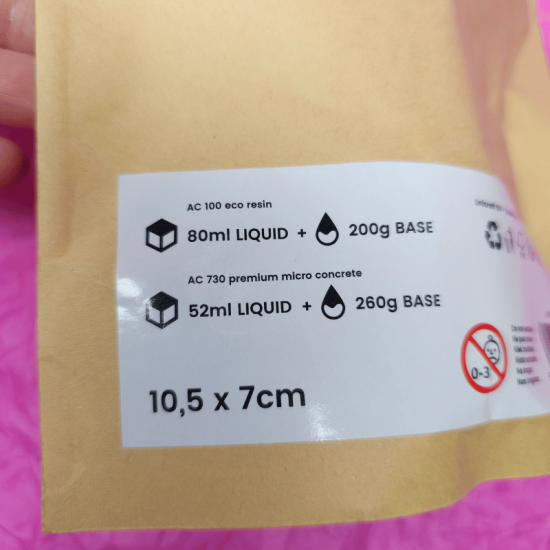 AC 100 eco resin
80ml LIQUID + 200g BASE
AC 730 premium micro concrete
52ml LIQUID + 260g BASE
0-3
10,5 x 7cm